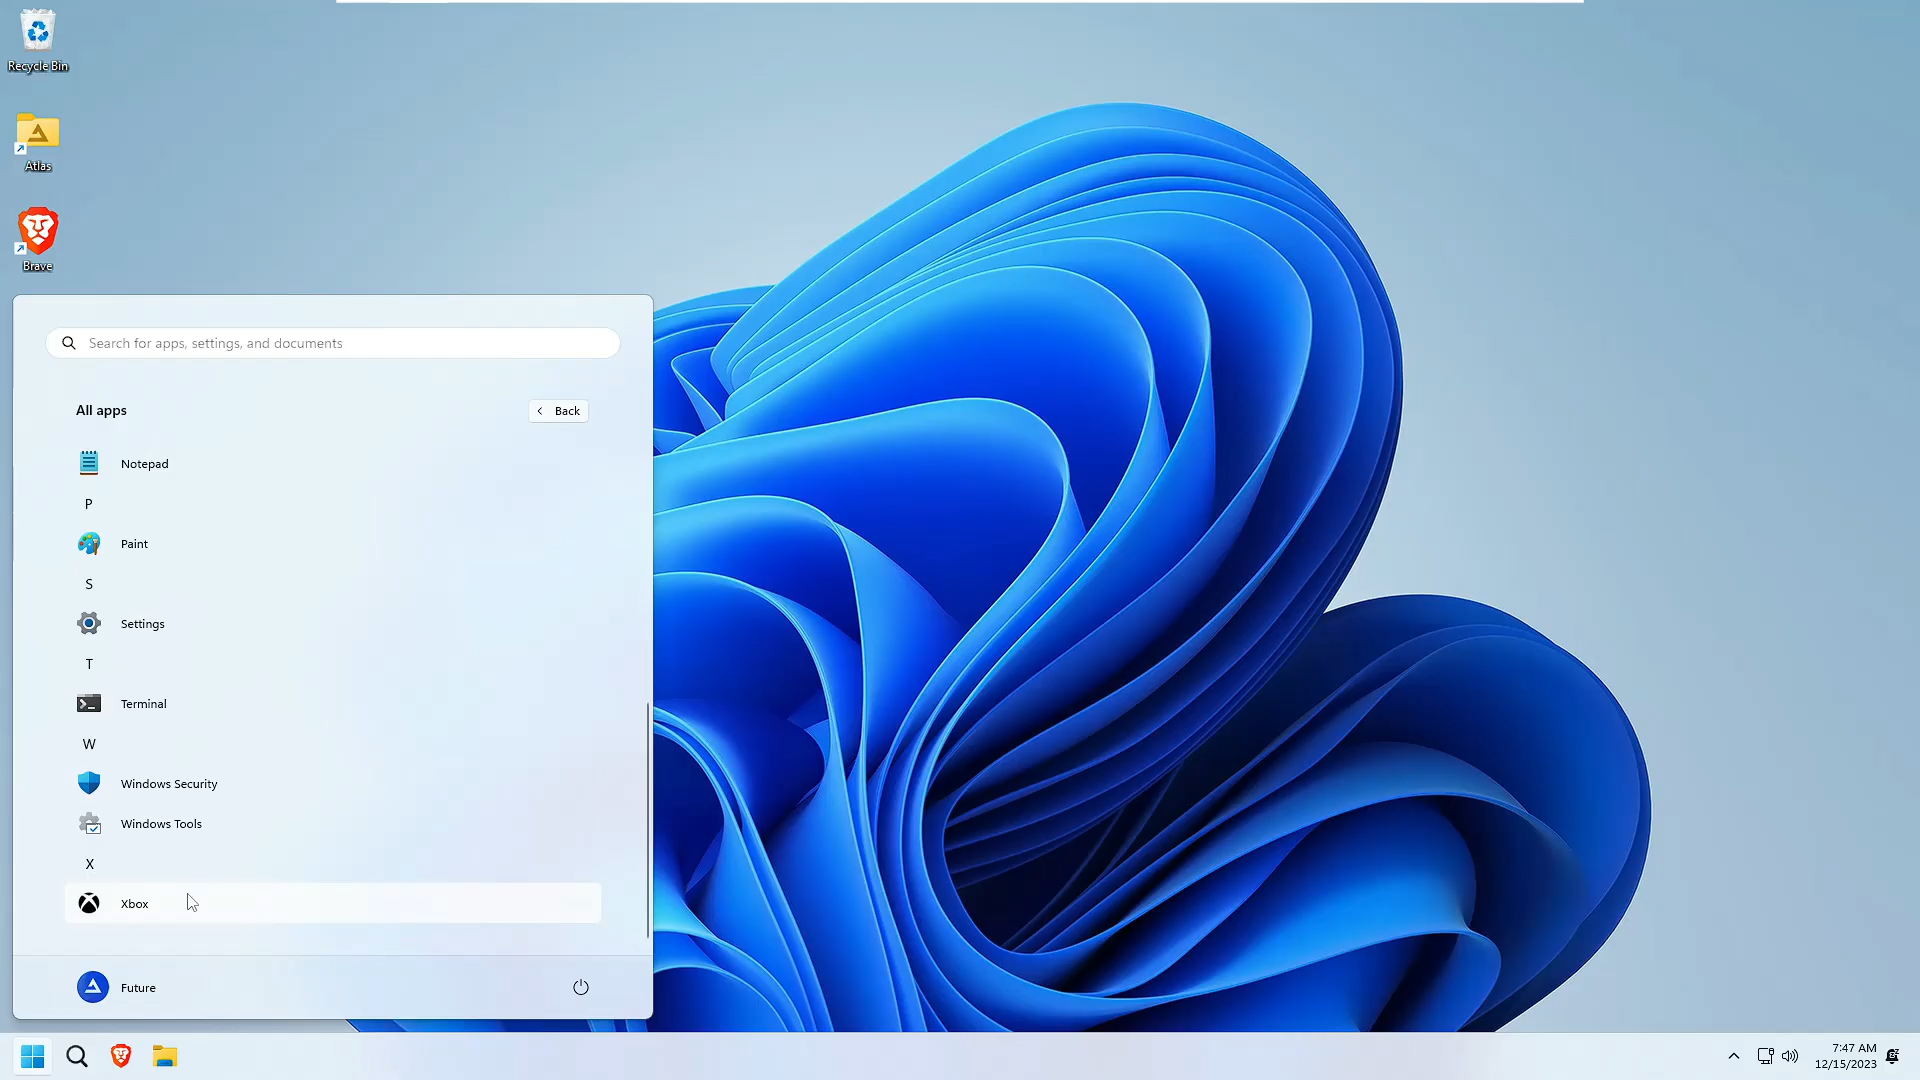 Recycle Bin
Atlas
Brave
Search for apps, settings, and documents
All apps
Back
Notepad
P
Paint
S
Settings
T
Terminal
W
Windows Security
Windows Tools
X
Xbox
Future
7:47 AM
12/15/2023